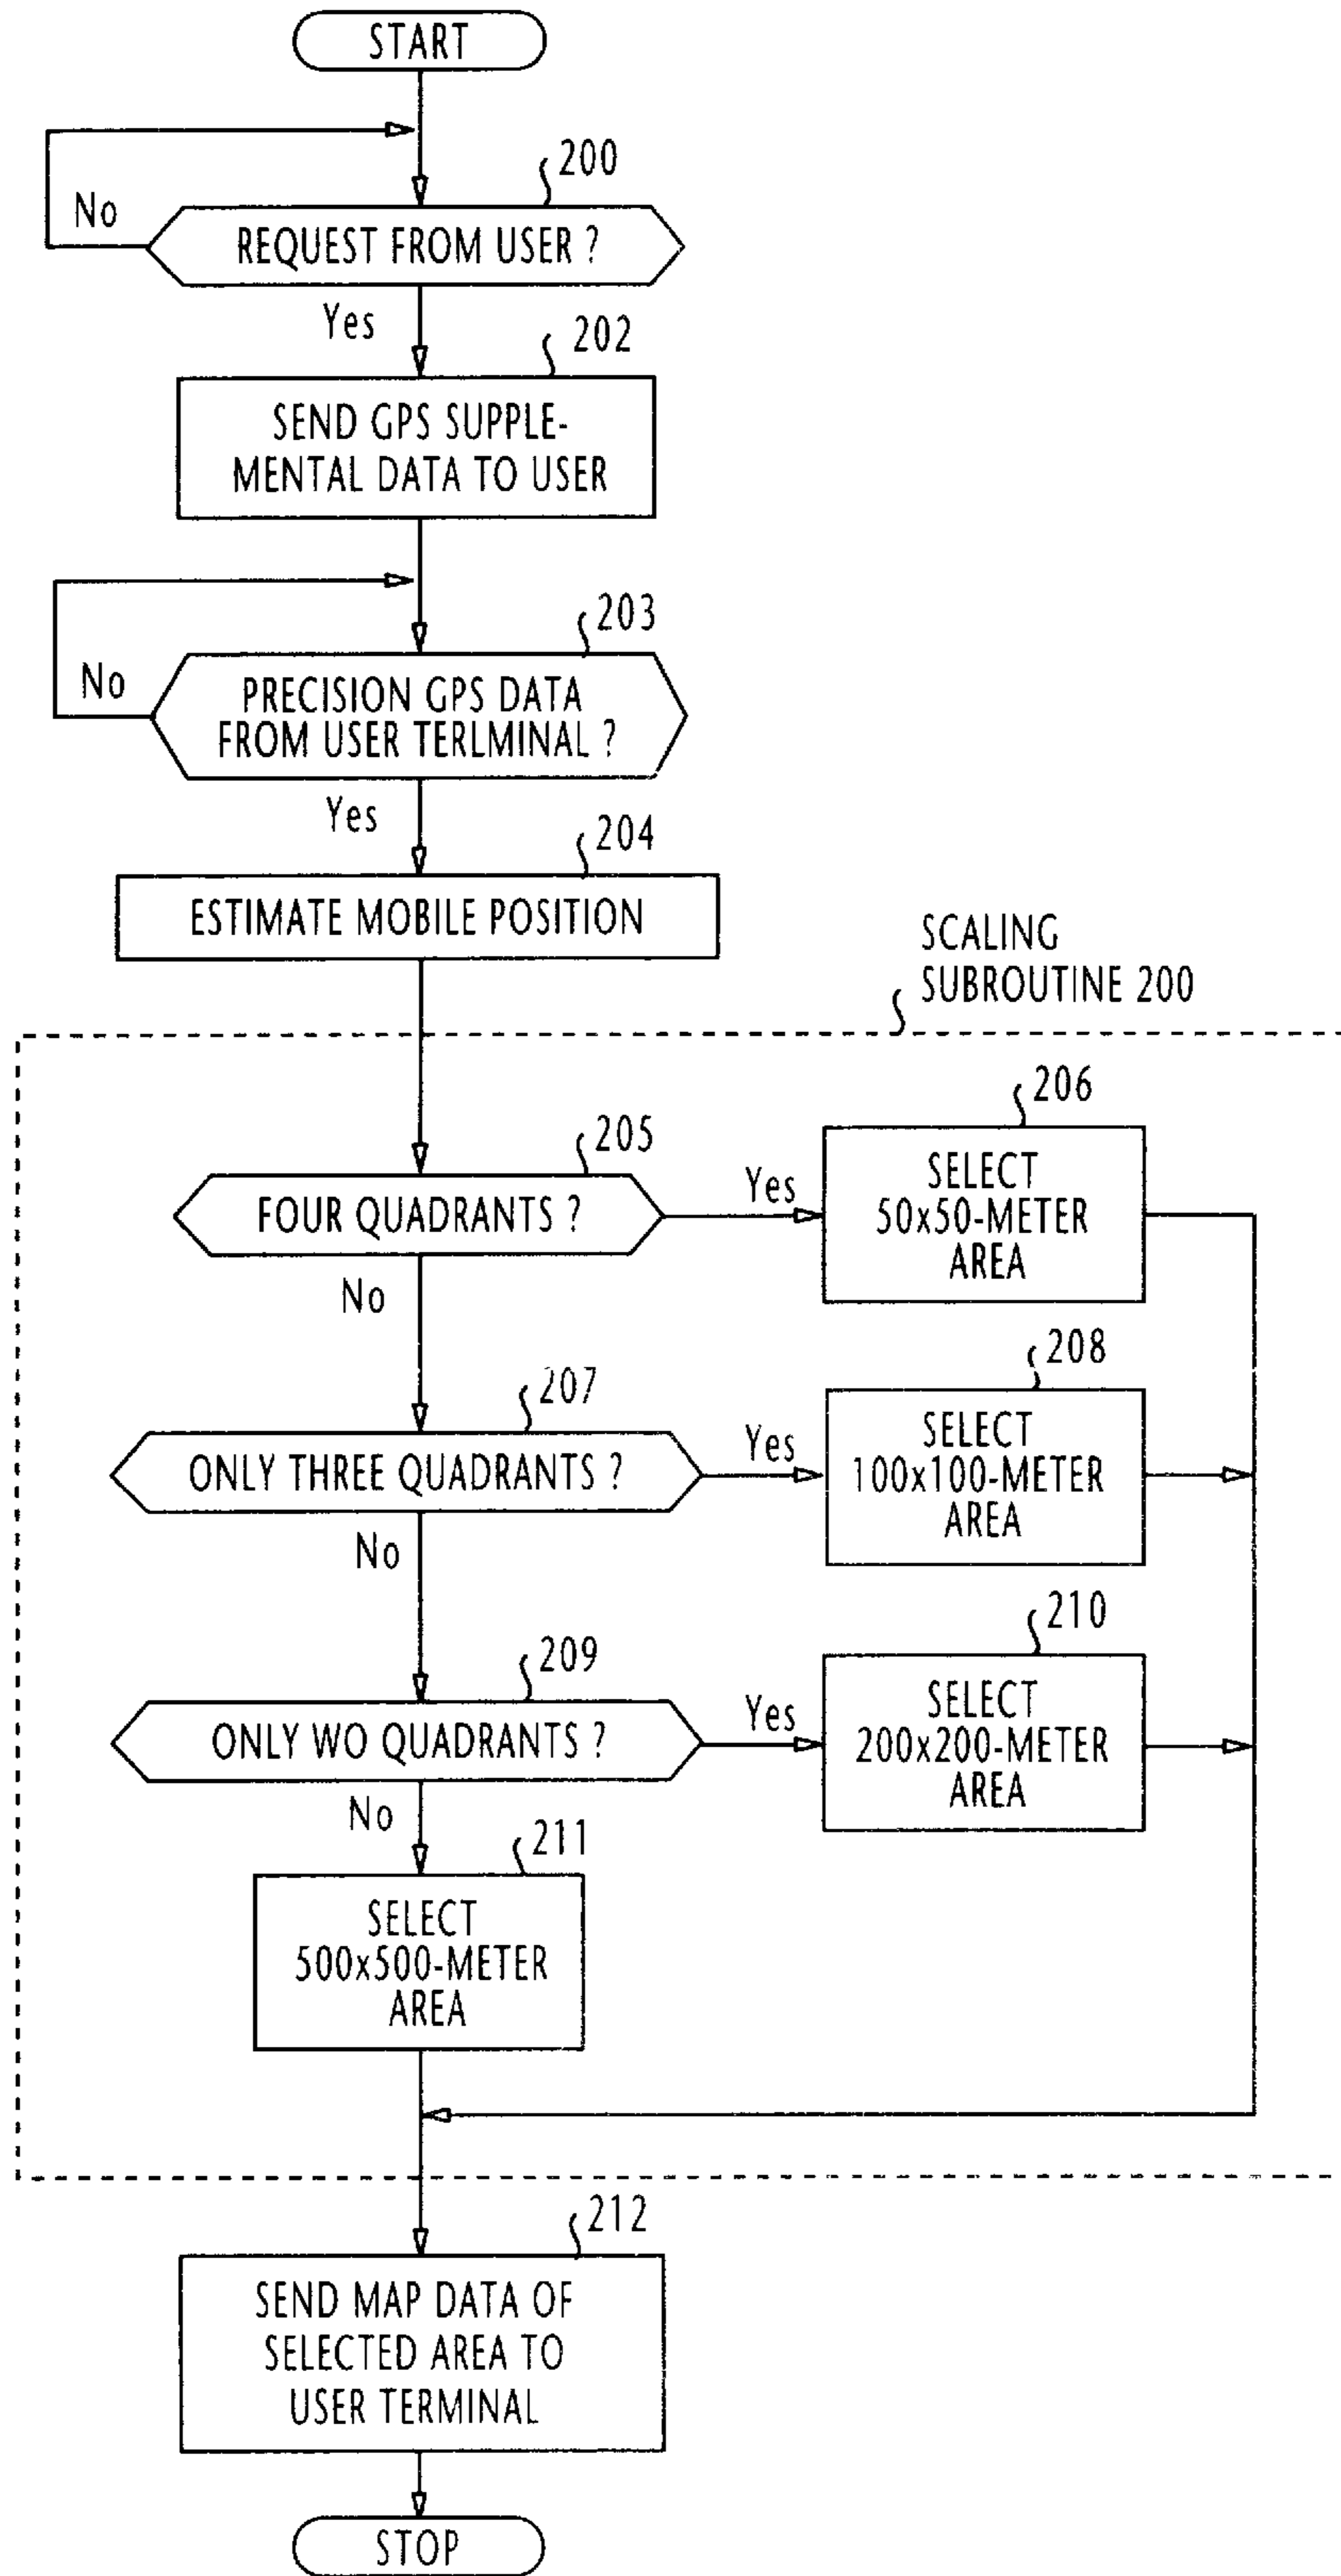 START
200
No
REQUEST FROM USER ?
Yes
202
SEND GPS SUPPLE-
MENTAL DATA TO USER
203
No
PRECISION GPS DATA
FROM USER TERLMINAL ?
Yes
204
ESTIMATE MOBILE POSITION
SCALING
SUBROUTINE 200
205
FOUR QUADRANTS ?
Yes
206
SELECT
50x50-METER
AREA
No
207
ONLY THREE QUADRANTS ?
Yes
208
SELECT
100x100-METER
AREA
No
209
ONLY WO QUADRANTS ?
Yes
210
SELECT
200x200-METER
AREA
No
211
SELECT
500x500-METER
AREA
212
SEND MAP DATA OF
SELECTED AREA TO
USER TERMINAL
STOP